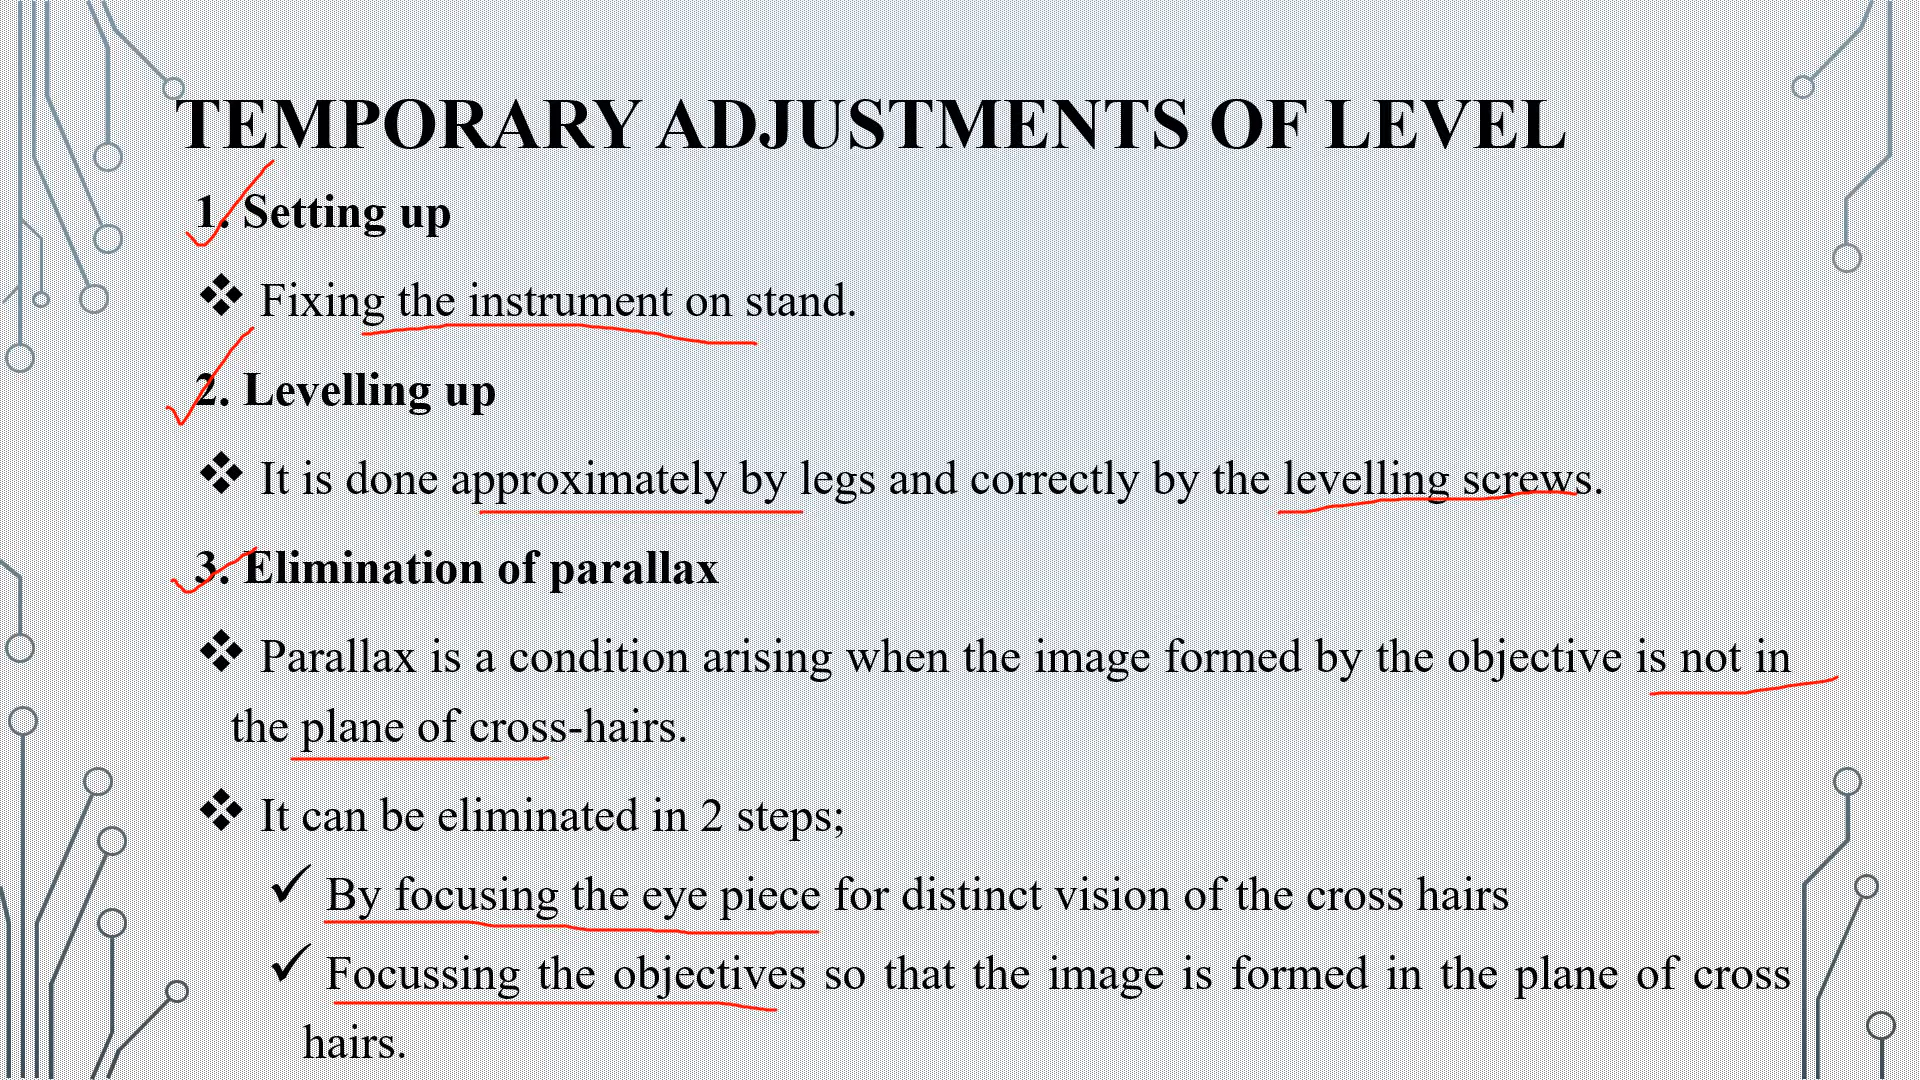 TEMPORARY ADJUSTMENTS OF LEVEL
1. Setting up
❖ Fixing the instrument on stand.
2. Levelling up
❖ It is done approximately by legs and correctly by the levelling screws.
3. Elimination of parallax
❖ Parallax is a condition arising when the image formed by the objective is not in
the plane of cross-hairs.
❖ It can be eliminated in 2 steps;
✓ By focusing the eye piece for distinct vision of the cross hairs
✓ Focussing the objectives so that the image is formed in the plane of cross
hairs.